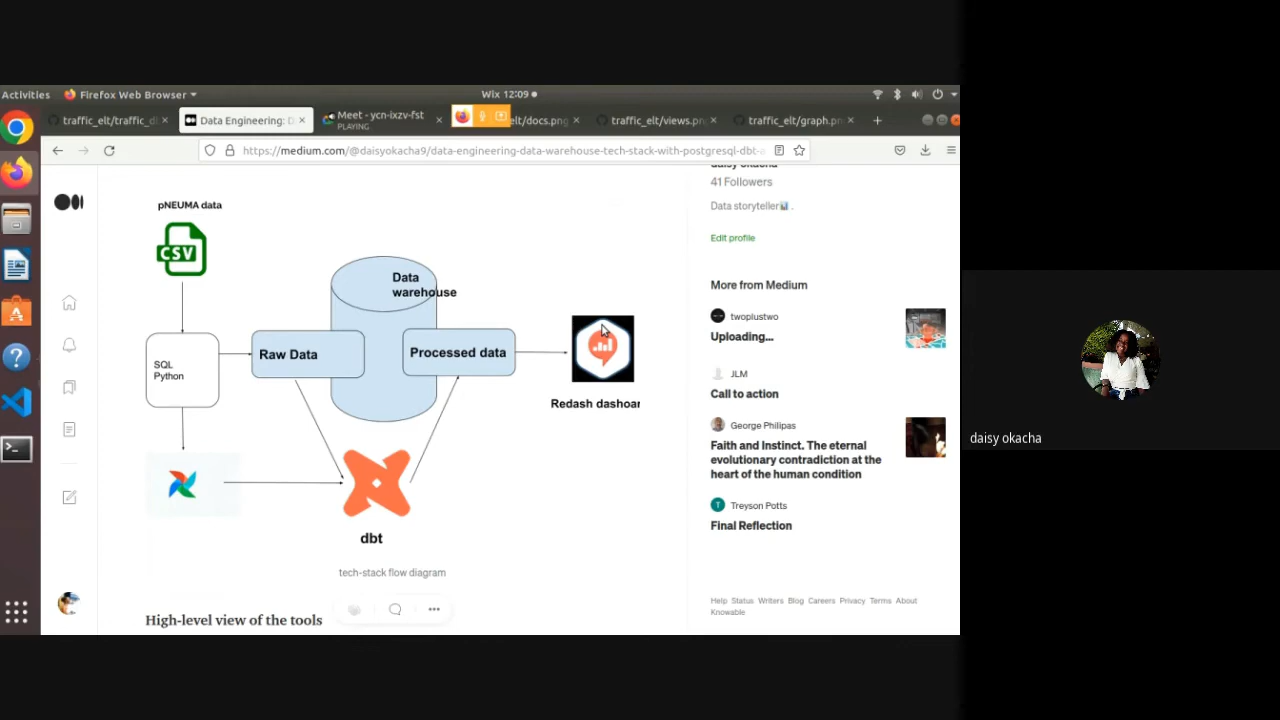 Activities
Firefox Web Browser
Wix 12:09
traffic_elt/traffic_d
Data Engineering: D
Meet - ycn-ixzv-fst
PLAYING
elt/docs.png
traffic_elt/views.pn
traffic_elt/graph.pn
https://medium.com/@daisyokacha9/data-engineering-data-warehouse-tech-stack-with-postgresql-dbt-a
pNEUMA data
CSV
SQL
Python
Raw Data
Data
warehouse
Processed data
Redash dashboar
dbt
tech-stack flow diagram
High-level view of the tools
daisy okacha
41 Followers
Data storyteller .
Edit profile
More from Medium
twoplustwo
Uploading...
JLM
Call to action
George Philipas
Faith and Instinct. The eternal
evolutionary contradiction at the
heart of the human condition
T
Treyson Potts
Final Reflection
Help Status Writers Blog Careers Privacy Terms About
Knowable
daisy okacha